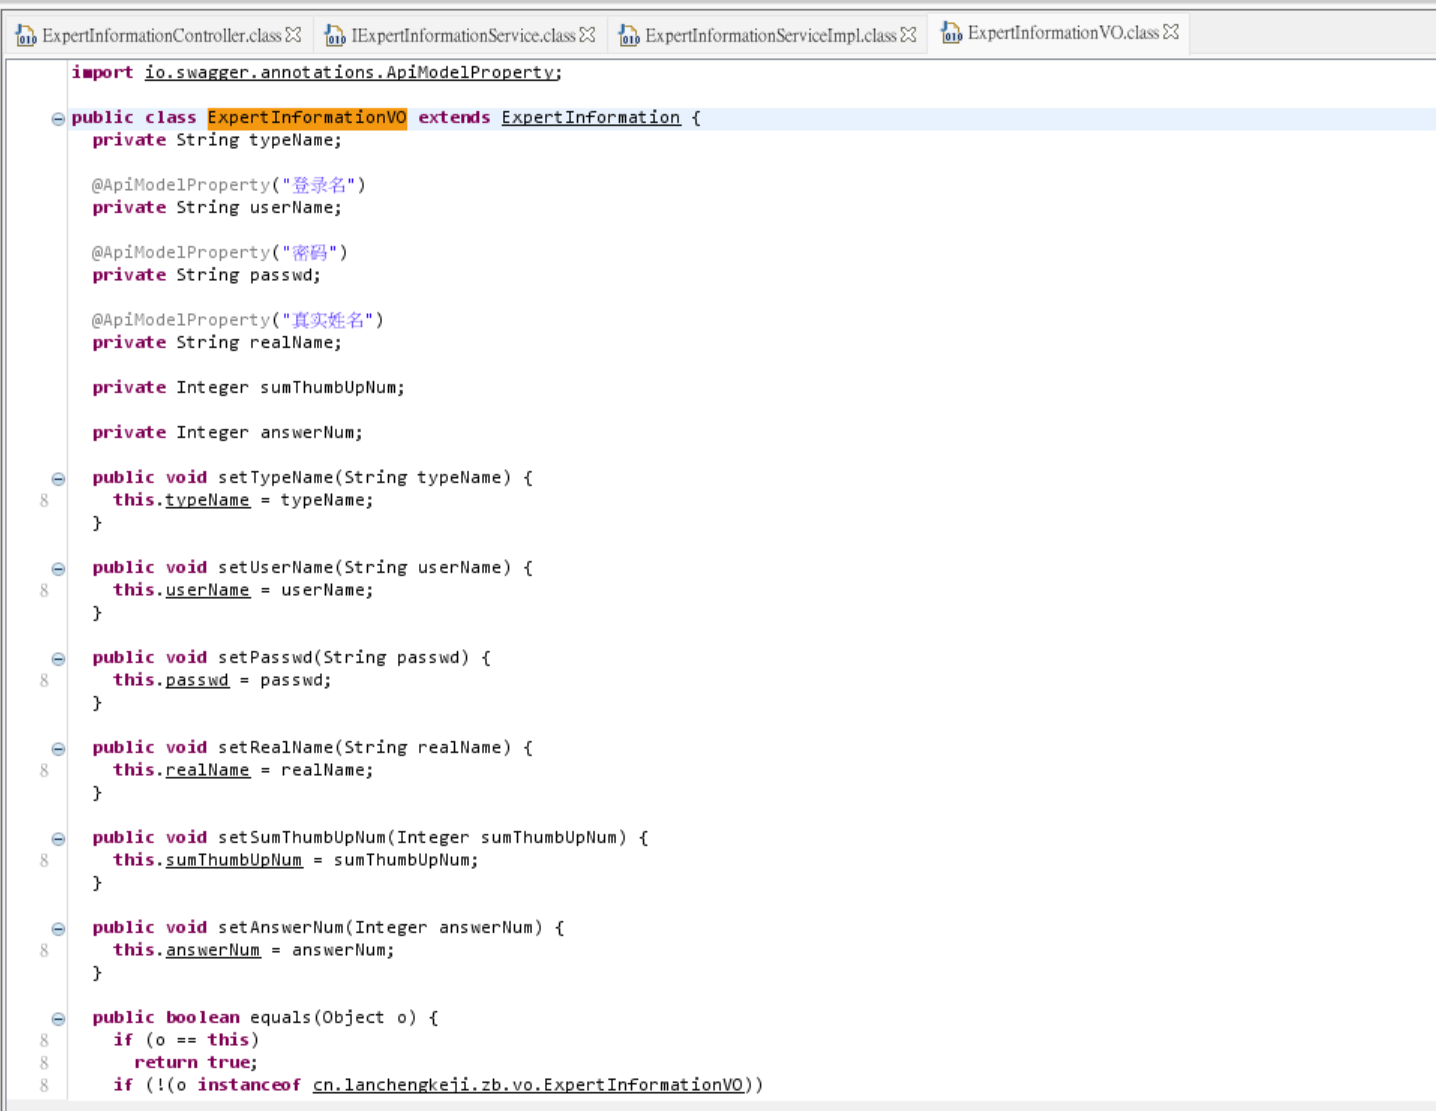 ExpertInformationController.class IExpertInformationService.class ExpertInformationServiceImpl.class ExpertInformationVO.class
import io.swagger.annotations.ApiModelProperty;
public class ExpertInformationVO extends ExpertInformation {
private String typeName;
@ApiModelProperty("登录名")
private String userName;
@ApiModelProperty("密码")
private String passwd;
@ApiModelProperty("真实姓名")
private String realName;
private Integer sumThumbUpNum;
private Integer answerNum;
public void setTypeName(String typeName) {
8 this.typeName = typeName;
}
public void setUserName(String userName) {
8 this.userName = userName;
}
public void setPasswd(String passwd) {
8 this.passwd = passwd;
}
public void setRealName(String realName) {
8 this.realName = realName;
}
public void setSumThumbUpNum(Integer sumThumbUpNum) {
8 this.sumThumbUpNum = sumThumbUpNum;
}
public void setAnswerNum(Integer answerNum) {
8 this.answerNum = answerNum;
}
public boolean equals(Object o) {
8 if (o == this)
8 return true;
8 if (!(o instanceof cn.lanchengkeji.zb.vo.ExpertInformationVO))